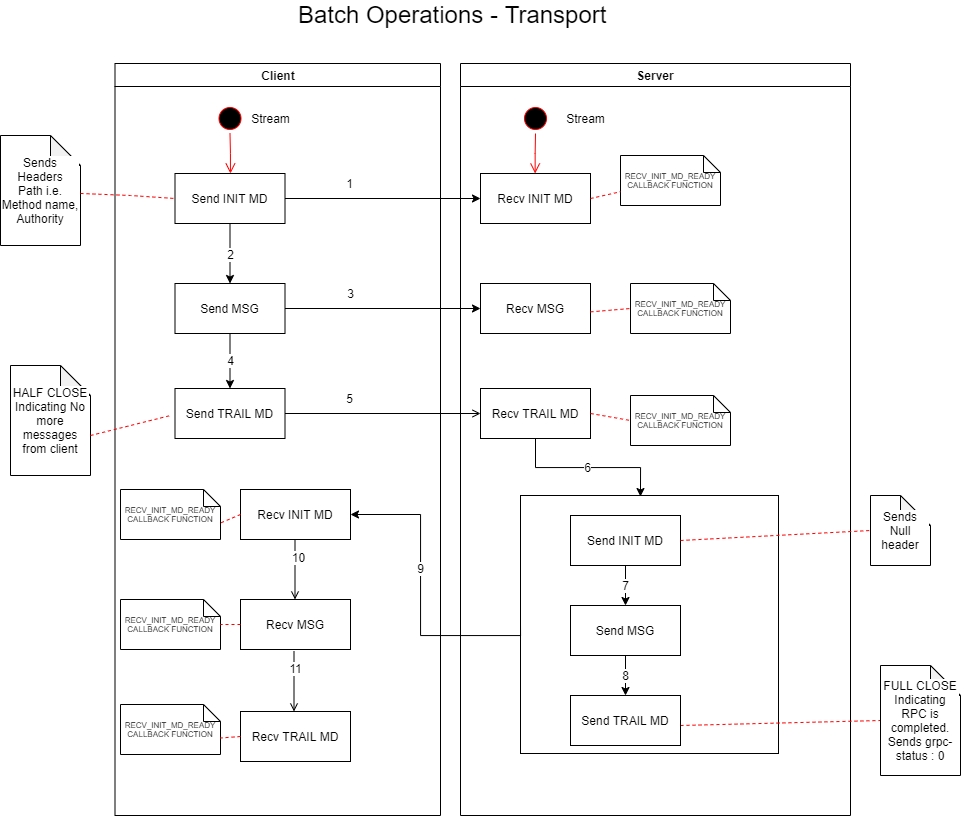 Batch Operations - Transport
Client
Server
Stream
Stream
Sends
Headers
Path i.e.
Method name,
Authority
Send INIT MD
1
Recv INIT MD
RECV_INIT_MD_READY
CALLBACK FUNCTION
2
Send MSG
3
Recv MSG
RECV_INIT_MD_READY
CALLBACK FUNCTION
4
HALF CLOSE
Indicating No
more
messages
from client
Send TRAIL MD
5
Recv TRAIL MD
RECV_INIT_MD_READY
CALLBACK FUNCTION
6
RECV_INIT_MD_READY
CALLBACK FUNCTION
Recv INIT MD
9
Send INIT MD
Sends
Null
header
10
7
RECV_INIT_MD_READY
CALLBACK FUNCTION
Recv MSG
Send MSG
11
8
RECV_INIT_MD_READY
CALLBACK FUNCTION
Recv TRAIL MD
Send TRAIL MD
FULL CLOSE
Indicating
RPC is
completed.
Sends grpc-
status : 0